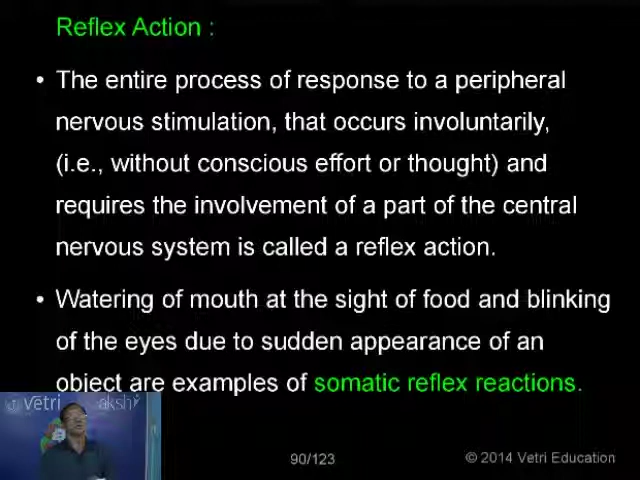 Reflex Action :
• The entire process of response to a peripheral
nervous stimulation, that occurs involuntarily,
(i.e., without conscious effort or thought) and
requires the involvement of a part of the central
nervous system is called a reflex action.
• Watering of mouth at the sight of food and blinking
of the eyes due to sudden appearance of an
object are examples of somatic reflex reactions.
Vetri
90/123
© 2014 Vetri Education